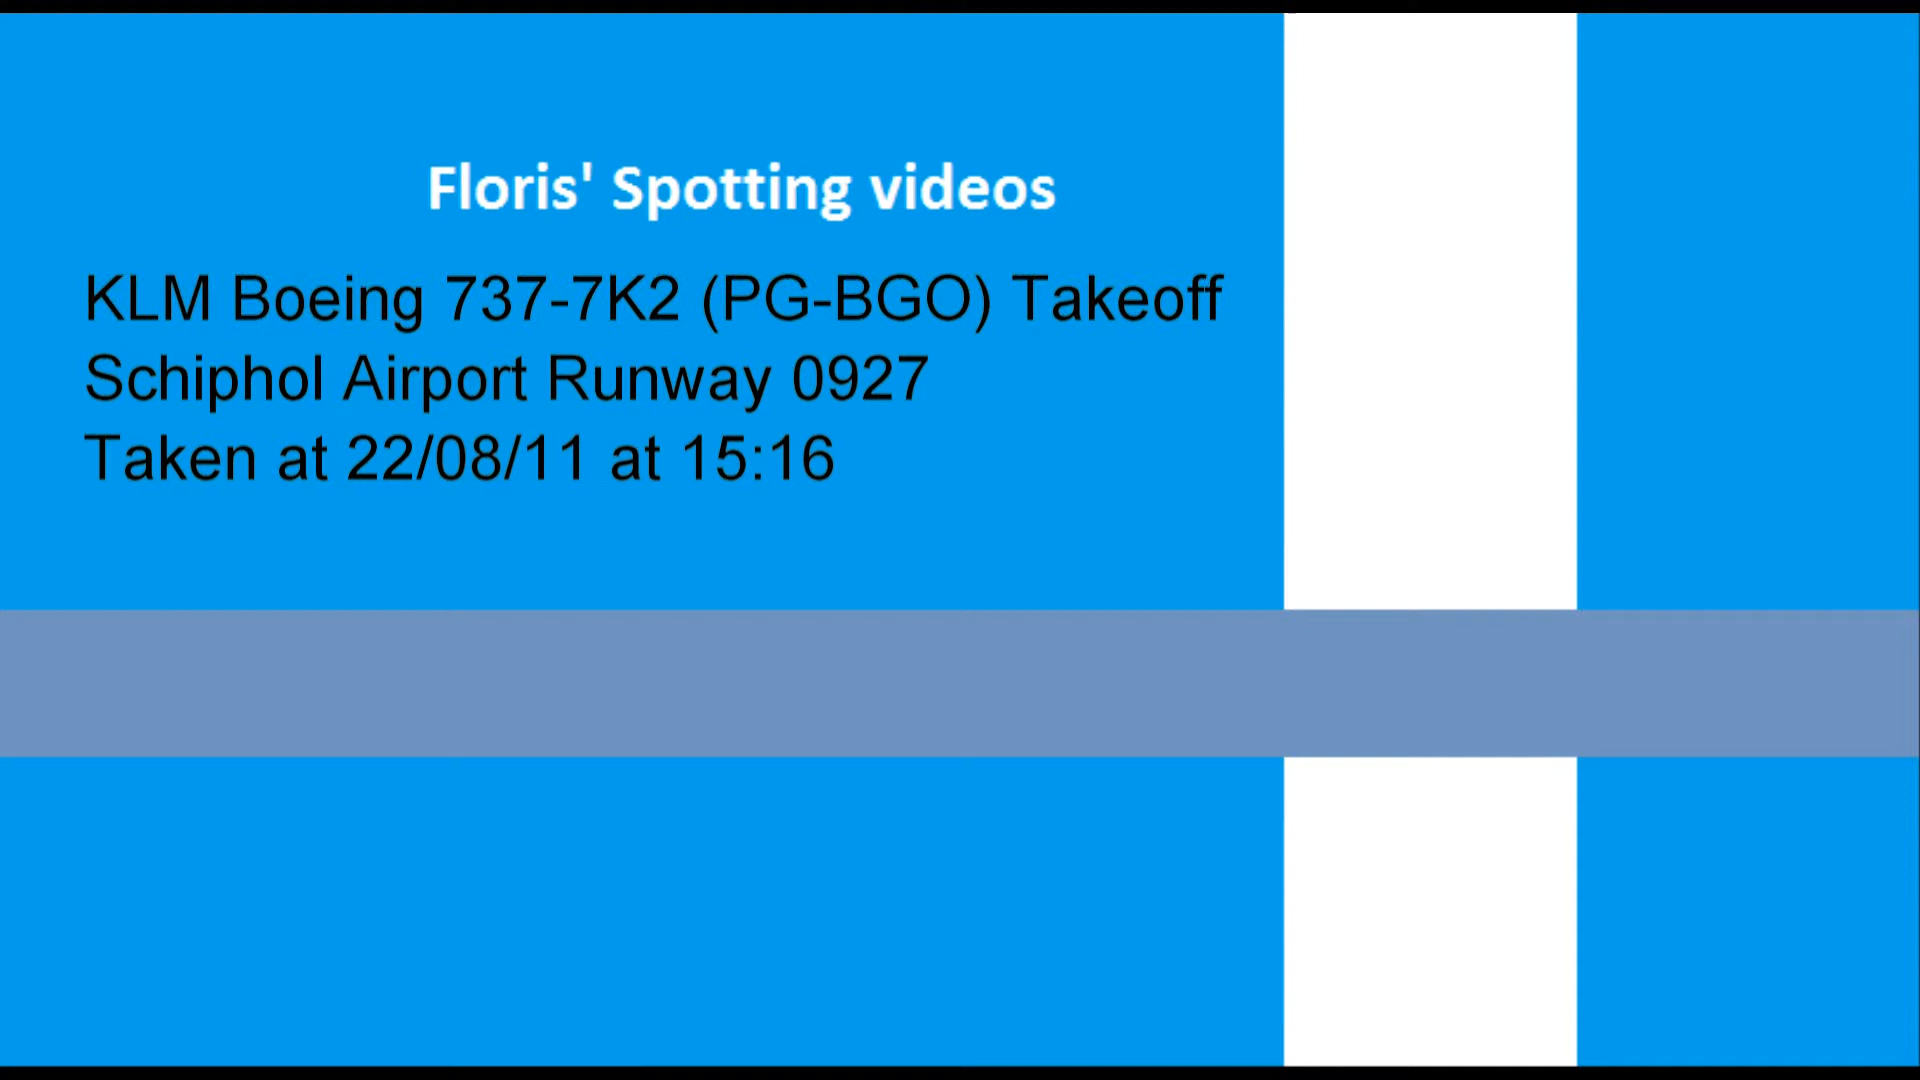 Floris' Spotting videos
KLM Boeing 737-7K2 (PG-BGO) Takeoff
Schiphol Airport Runway 0927
Taken at 22/08/11 at 15:16